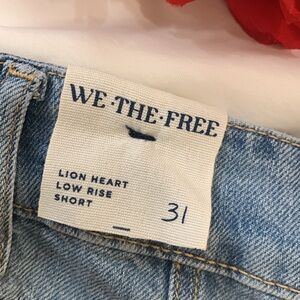 WE·THE·FREE
LION HEART
LOW RISE
SHORT
31